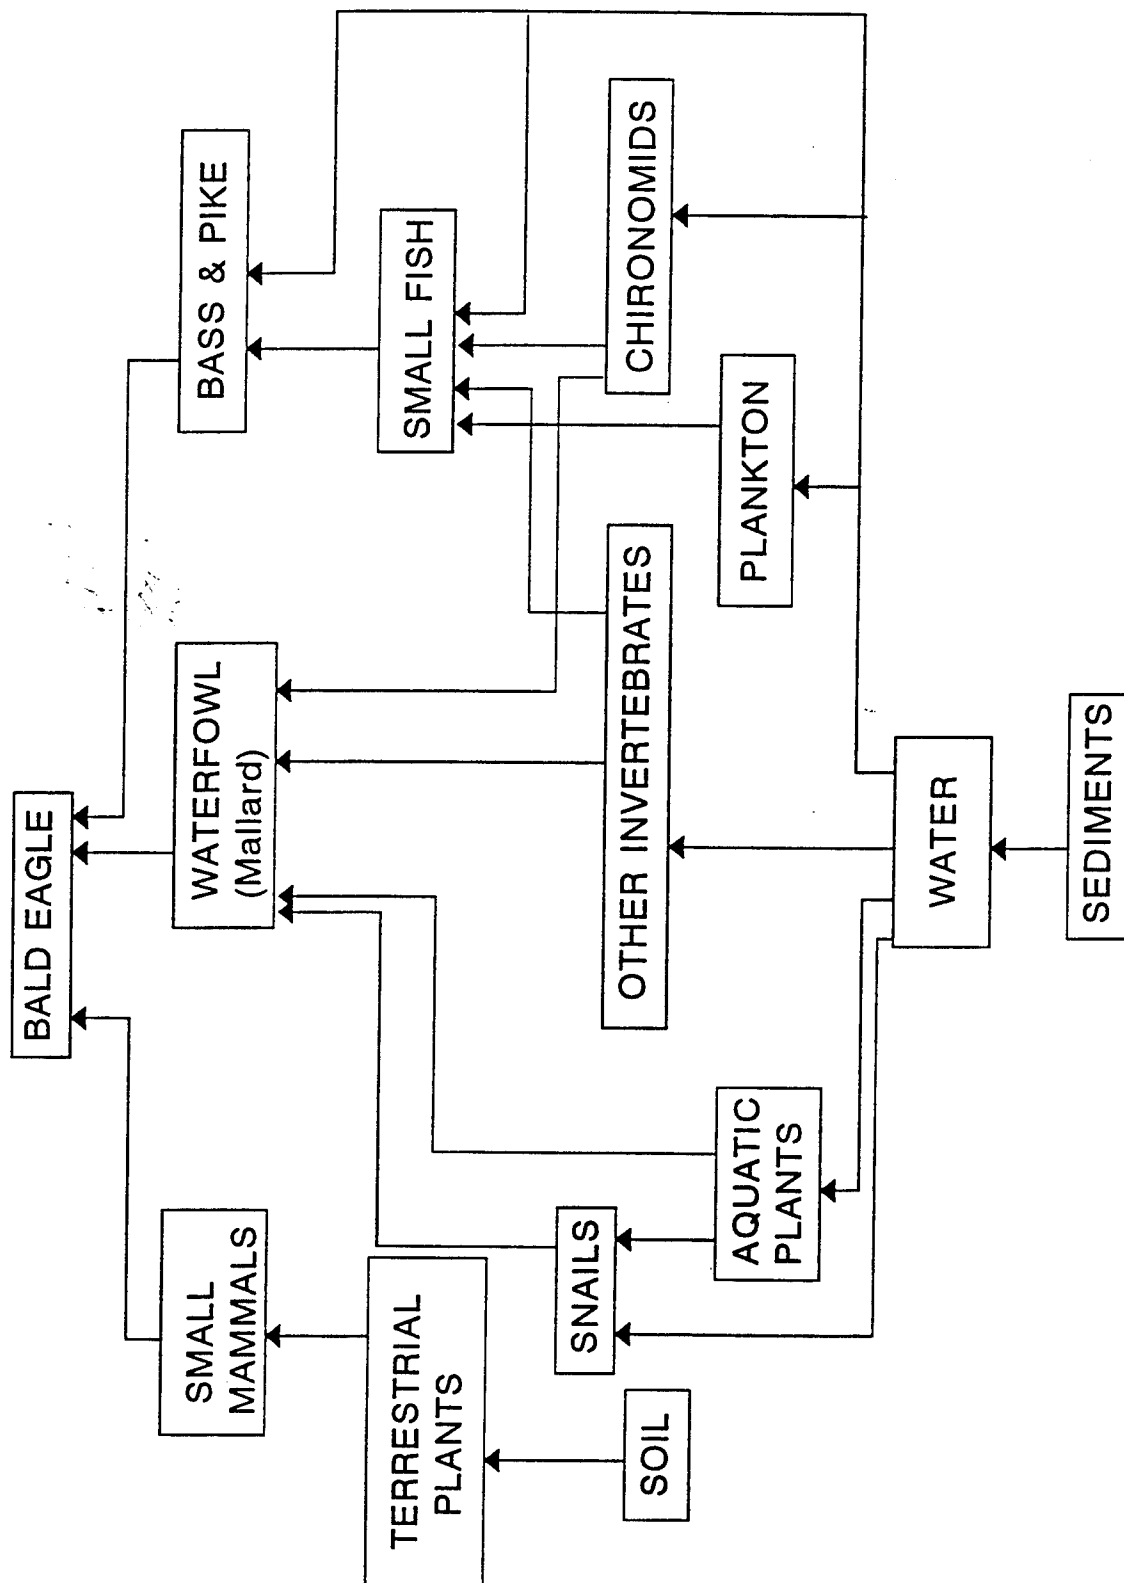 BALD EAGLE
SMALL
MAMMALS
WATERFOWL
(Mallard)
BASS & PIKE
TERRESTRIAL
PLANTS
SMALL FISH
SNAILS
OTHER INVERTEBRATES
CHIRONOMIDS
SOIL
AQUATIC
PLANTS
PLANKTON
WATER
SEDIMENTS